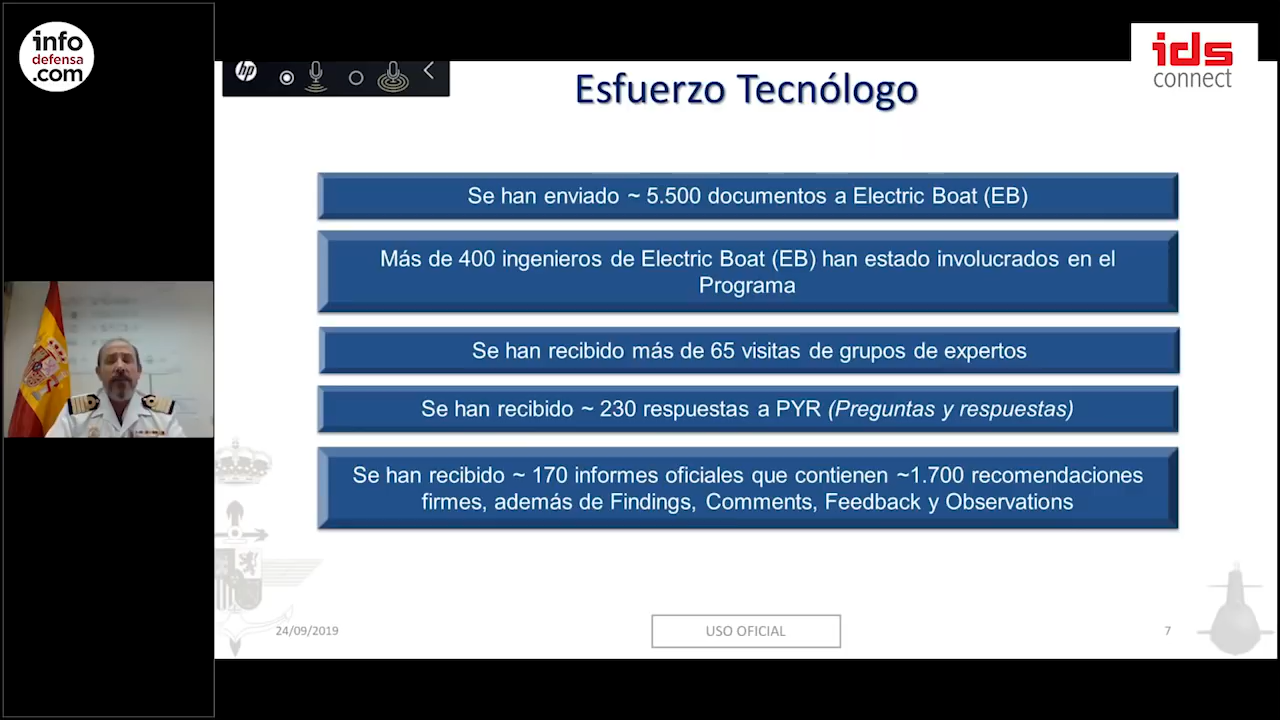 info
defensa
.com
ids
connect
hp
Esfuerzo Tecnólogo
Se han enviado ~ 5.500 documentos a Electric Boat (EB)
Más de 400 ingenieros de Electric Boat (EB) han estado involucrados en el
Programa
Se han recibido más de 65 visitas de grupos de expertos
Se han recibido ~ 230 respuestas a PYR (Preguntas y respuestas)
Se han recibido ~ 170 informes oficiales que contienen ~1.700 recomendaciones
firmes, además de Findings, Comments, Feedback y Observations
24/09/2019
USO OFICIAL
7